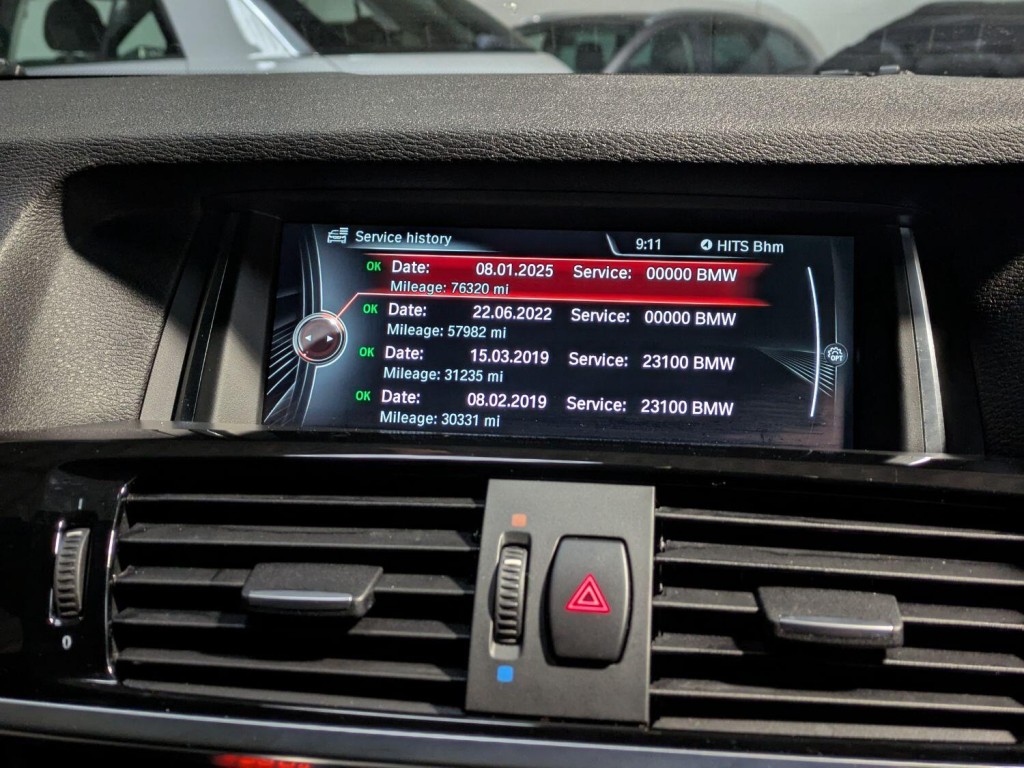 Service history 9:11 HITS Bhm
OK Date: 08.01.2025 Service: 00000 BMW
Mileage: 76320 mi
OK Date: 22.06.2022 Service: 00000 BMW
Mileage: 57982 mi
OK Date: 15.03.2019 Service: 23100 BMW
Mileage: 31235 mi
OPT
OK Date: 08.02.2019 Service: 23100 BMW
Mileage: 30331 mi
0